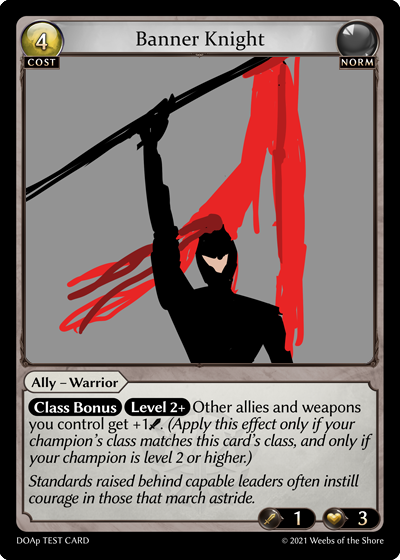 4
Banner Knight
COST
NORM
Ally – Warrior
Class Bonus Level 2+ Other allies and weapons
you control get +1. (Apply this effect only if your
champion's class matches this card's class, and only if
your champion is level 2 or higher.)
Standards raised behind capable leaders often instill
courage in those that march astride.
1
3
DOAp TEST CARD
© 2021 Weebs of the Shore